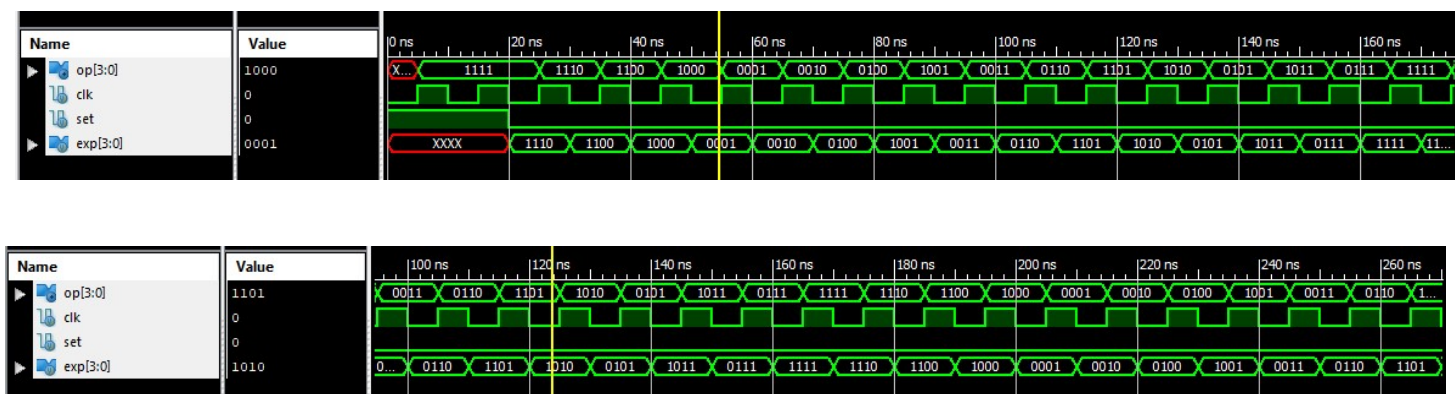 Name Value 0 ns 20 ns 40 ns 60 ns 80 ns 100 ns 120 ns 140 ns 160 ns
op[3:0] 1000 X... 1111 1110 1100 1000 0001 0010 0100 1001 0011 0110 1101 1010 0101 1011 0111 1111
clk 0
set 0
exp[3:0] 0001 XXXX 1110 1100 1000 0001 0010 0100 1001 0011 0110 1101 1010 0101 1011 0111 1111 11...
Name Value 100 ns 120 ns 140 ns 160 ns 180 ns 200 ns 220 ns 240 ns 260 ns
op[3:0] 1101 0011 0110 1101 1010 0101 1011 0111 1111 1110 1100 1000 0001 0010 0100 1001 0011 0110 1...
clk 0
set 0
exp[3:0] 1010 0... 0110 1101 1010 0101 1011 0111 1111 1110 1100 1000 0001 0010 0100 1001 0011 0110 1101